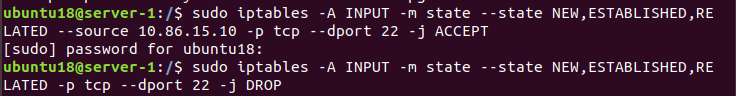 ubuntu18@server-1:/$ sudo iptables -A INPUT -m state --state NEW,ESTABLISHED,RE
LATED --source 10.86.15.10 -p tcp --dport 22 -j ACCEPT
[sudo] password for ubuntu18:
ubuntu18@server-1:/$ sudo iptables -A INPUT -m state --state NEW,ESTABLISHED,RE
LATED -p tcp --dport 22 -j DROP